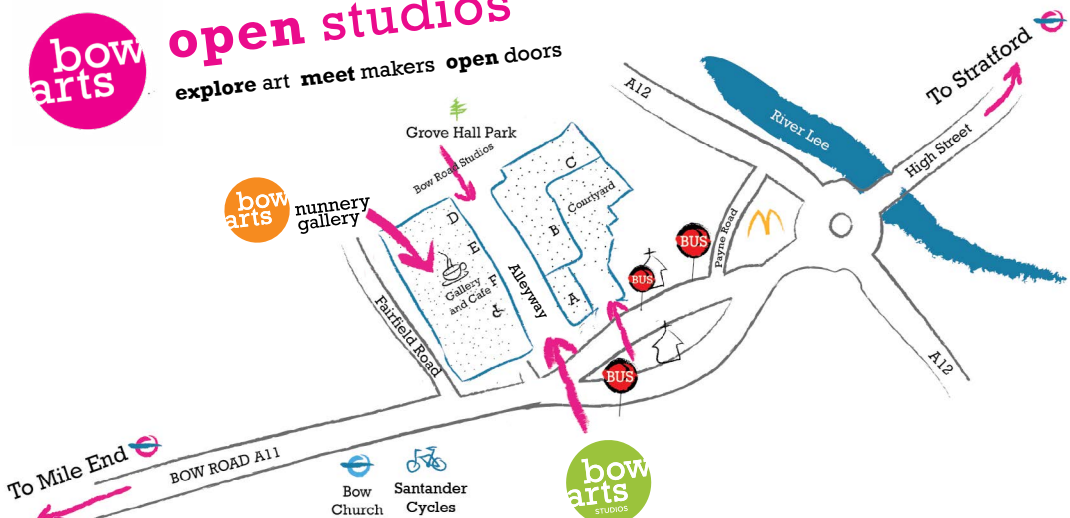 bow
arts
open studios
explore art meet makers open doors
To Stratford
A12
River Lee
High Street
Grove Hall Park
Bow Road Studios
bow
arts
nunnery
gallery
C
Courtyard
B
A
D
E
F
Gallery
and Cafe
Alleyway
Fairfield Road
BUS
BUS
BUS
Payne Road
A12
To Mile End
BOW ROAD A11
Bow
Church
Santander
Cycles
bow
arts
STUDIOS